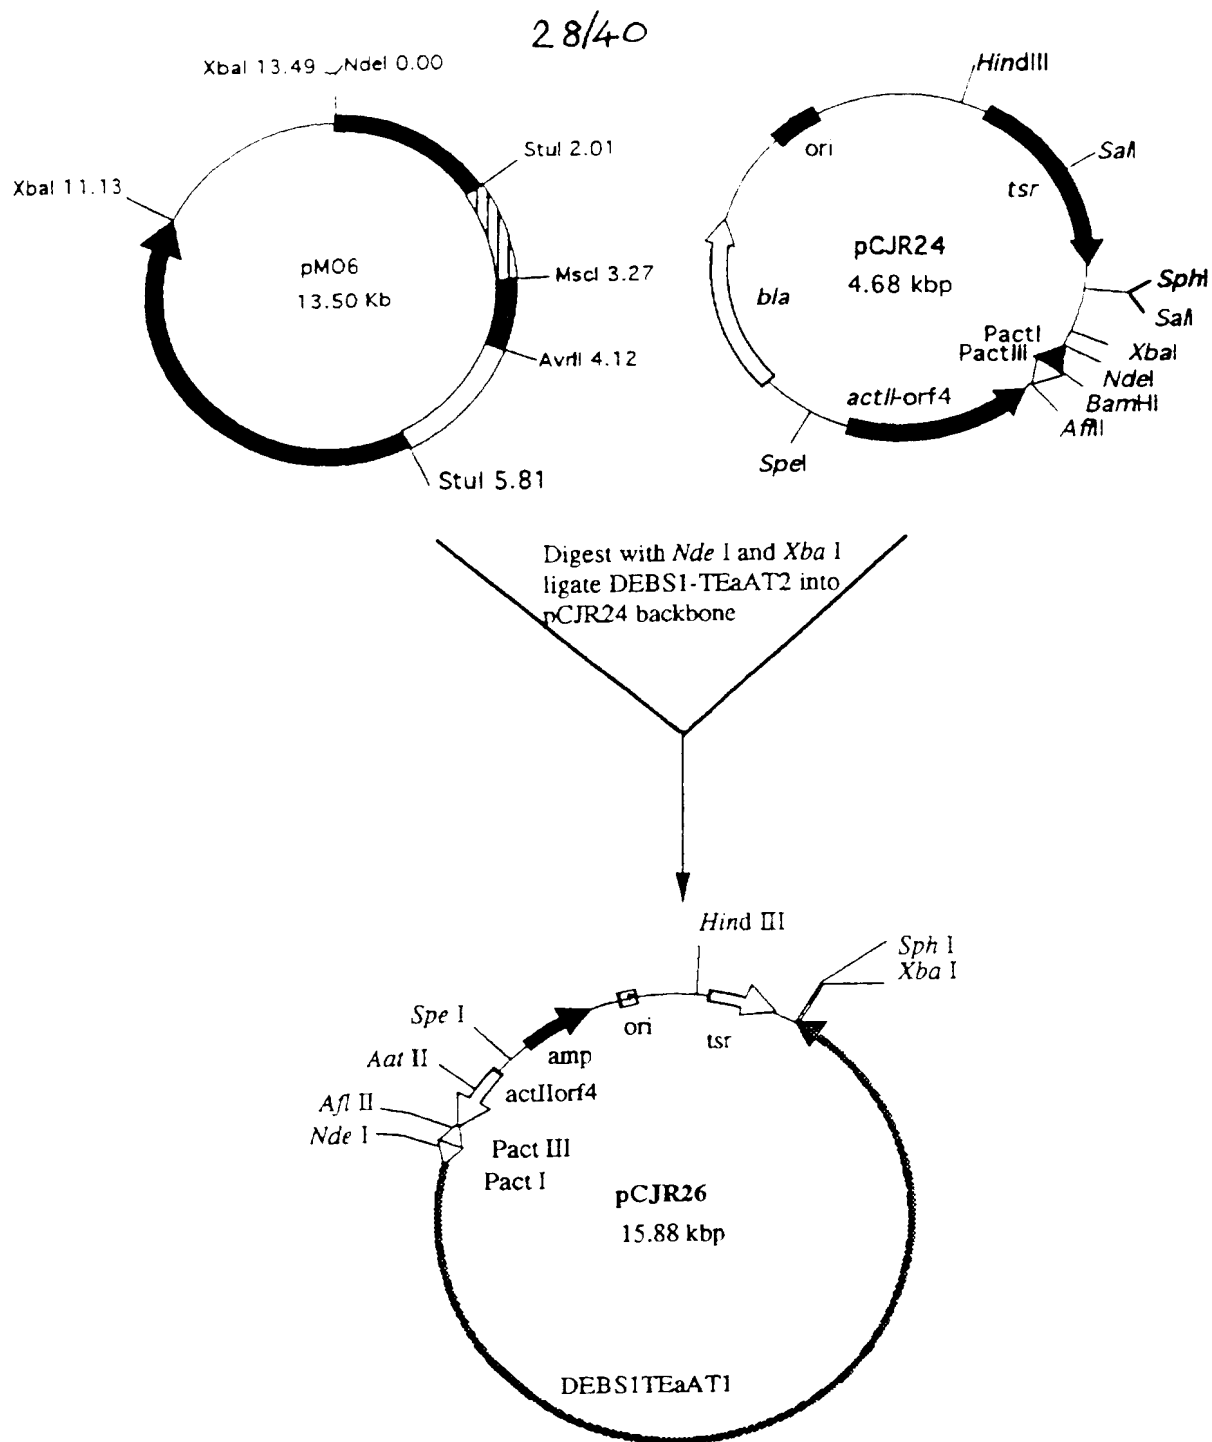 28/40
XbaI 13.49 NdeI 0.00
StuI 2.01
XbaI 11.13
pMO6
13.50 Kb
MscI 3.27
AvrII 4.12
StuI 5.81
HindIII
ori
SalI
tsr
pCJR24
4.68 kbp
bla
SphI
SalI
PactI
PactIII
XbaI
NdeI
BamHI
AflII
actII-orf4
SpeI
Digest with Nde I and Xba I
ligate DEBS1-TEaAT2 into
pCJR24 backbone
Hind III
Sph I
Xba I
Spe I
ori
tsr
amp
Aat II
actIIorf4
Afl II
Nde I
Pact III
Pact I
pCJR26
15.88 kbp
DEBS1TEaAT1